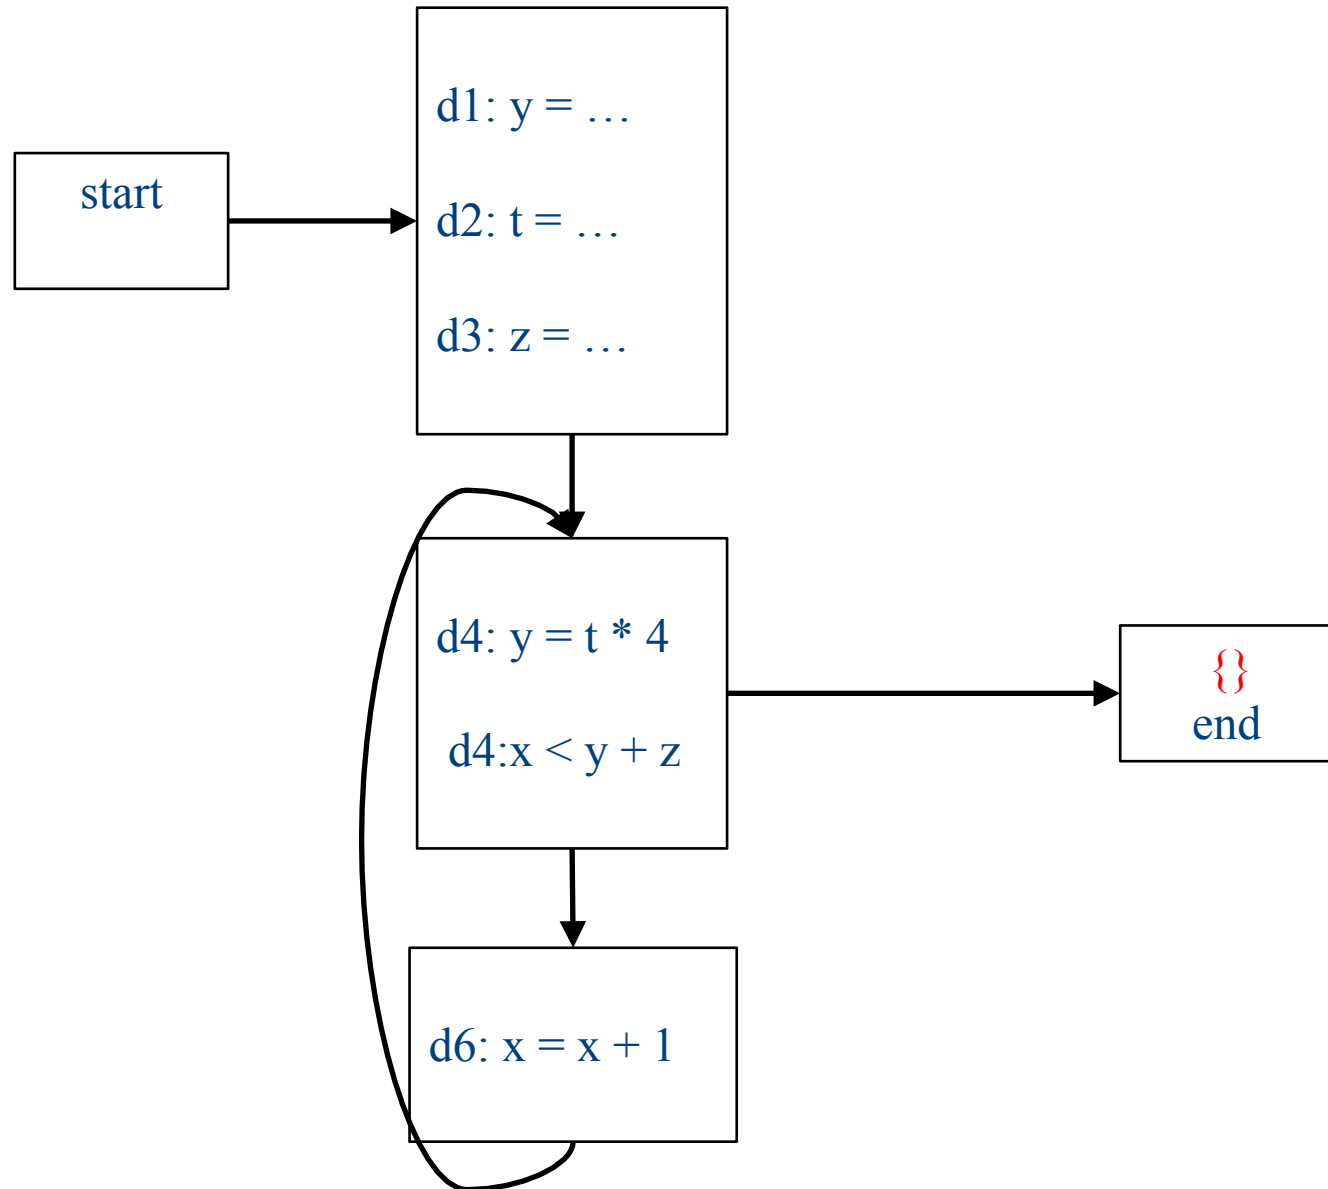 start
d1: y = …
d2: t = …
d3: z = …
d4: y = t * 4
d4:x < y + z
{}
end
d6: x = x + 1